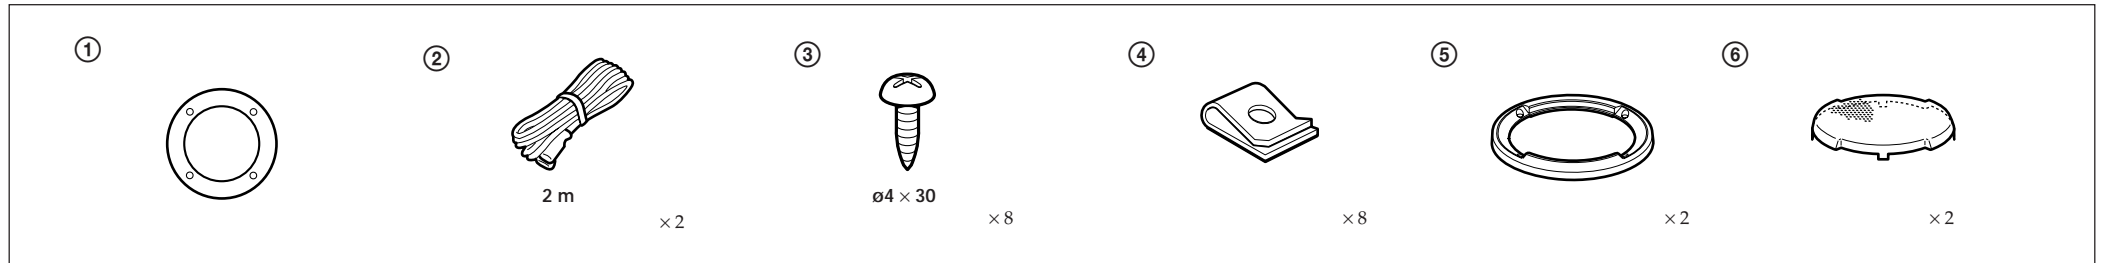 ① ② ③ ④ ⑤ ⑥
2 m ø4 × 30
×2 ×8 ×8 ×2 ×2